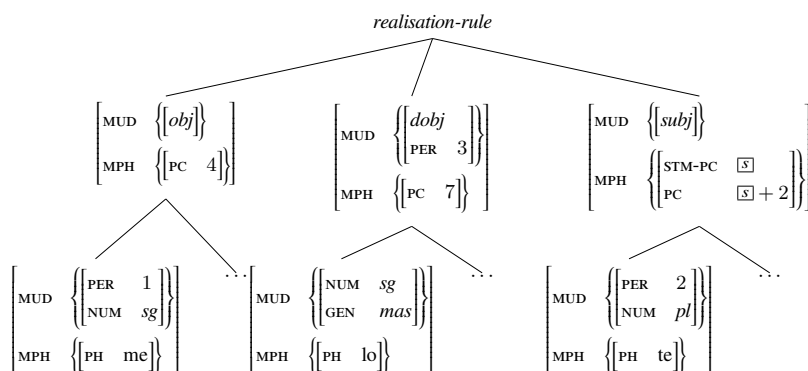 realisation-rule
MUD {[obj]}
MPH {[PC 4]}
MUD {[dobj
PER 3]}
MPH {[PC 7]}
MUD {[subj]}
MPH {[STM-PC s
PC s + 2]}
MUD {[PER 1
NUM sg]}
MPH {[PH me]}
...
MUD {[NUM sg
GEN mas]}
MPH {[PH lo]}
...
MUD {[PER 2
NUM pl]}
MPH {[PH te]}
...